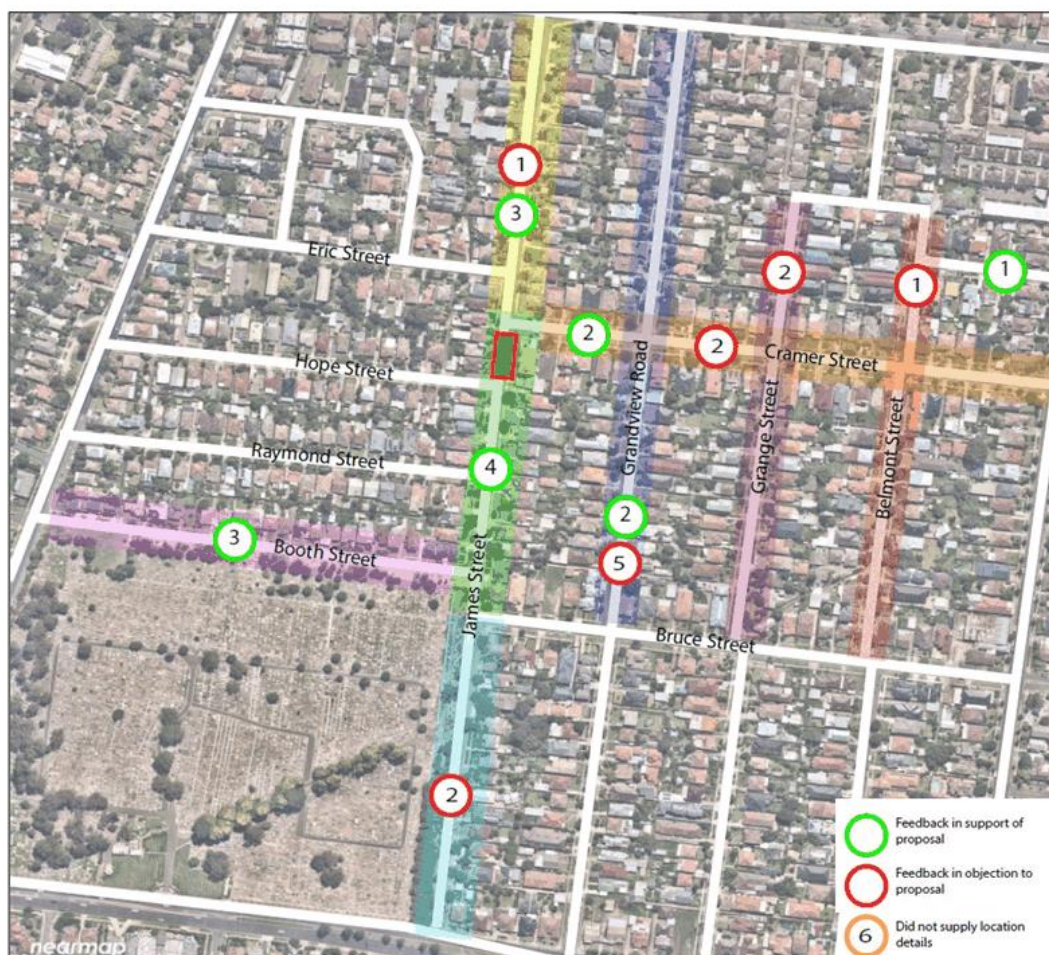 1
3
Eric Street
2
1
1
2
2
Cramer Street
Hope Street
Grandview Road
Grange Street
Belmont Street
Raymond Street
4
2
3
Booth Street
5
James Street
Bruce Street
2
Feedback in support of
proposal
Feedback in objection to
proposal
6
Did not supply location
details
nearmap